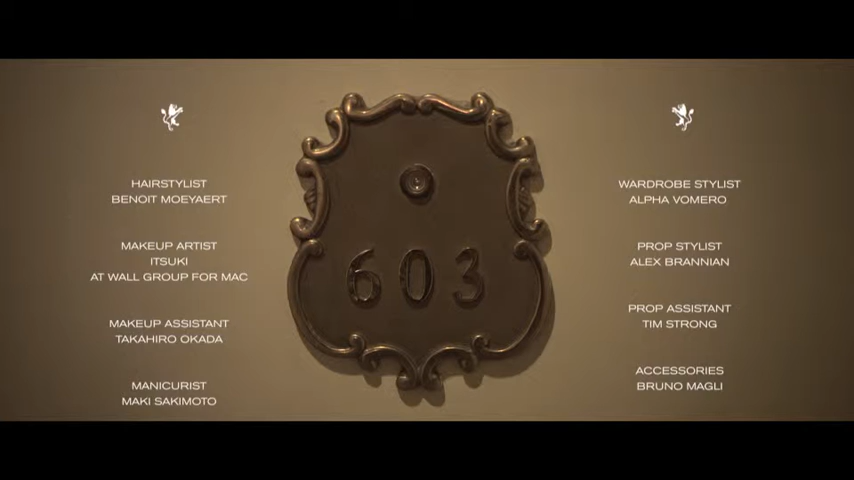 HAIRSTYLIST
BENOIT MOEYAERT
MAKEUP ARTIST
ITSUKI
AT WALL GROUP FOR MAC
MAKEUP ASSISTANT
TAKAHIRO OKADA
MANICURIST
MAKI SAKIMOTO
603
WARDROBE STYLIST
ALPHA VOMERO
PROP STYLIST
ALEX BRANNIAN
PROP ASSISTANT
TIM STRONG
ACCESSORIES
BRUNO MAGLI